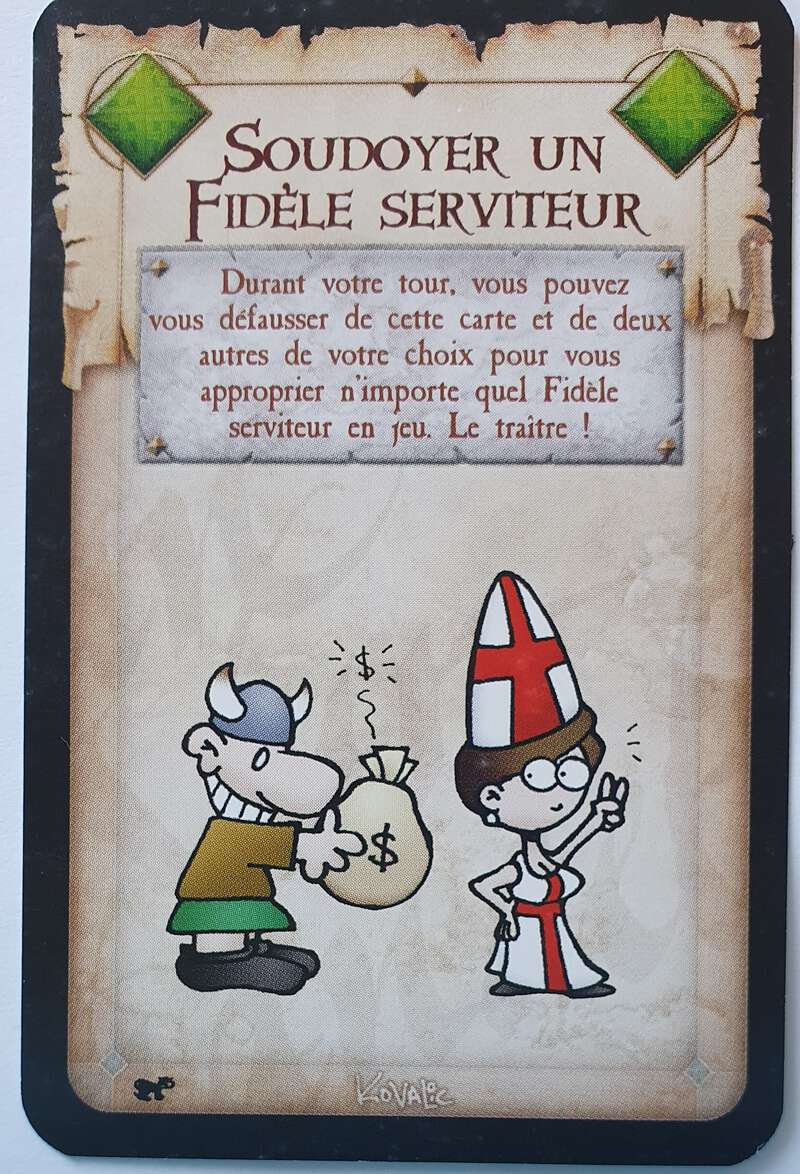 Soudoyer un
Fidèle serviteur
Durant votre tour, vous pouvez
vous défausser de cette carte et de deux
autres de votre choix pour vous
approprier n'importe quel Fidèle
serviteur en jeu. Le traître !
$
$
Kovalic